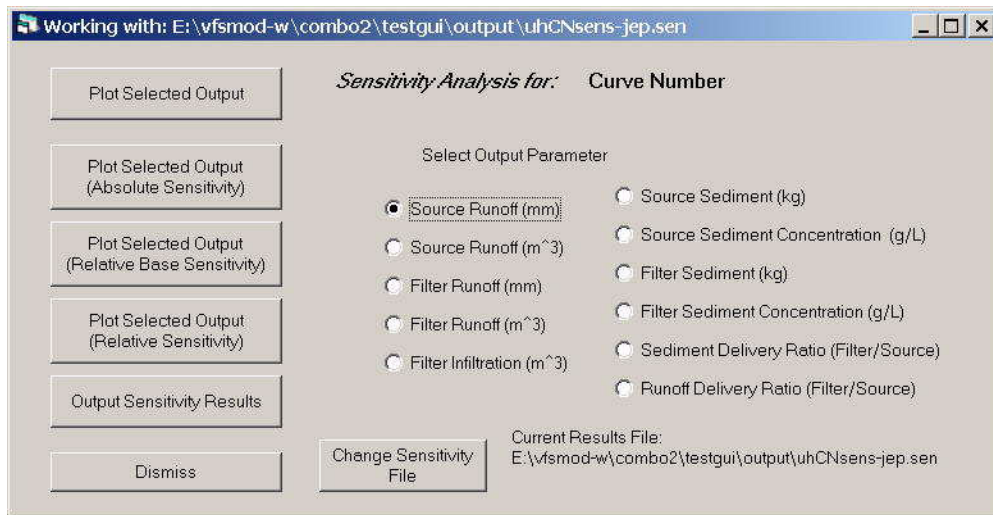 Working with: E:\vfsmod-w\combo2\testgui\output\uhCNsens-jep.sen
Plot Selected Output
Sensitivity Analysis for: Curve Number
Plot Selected Output
(Absolute Sensitivity)
Plot Selected Output
(Relative Base Sensitivity)
Plot Selected Output
(Relative Sensitivity)
Output Sensitivity Results
Dismiss
Select Output Parameter
Source Runoff (mm)
Source Runoff (m^3)
Filter Runoff (mm)
Filter Runoff (m^3)
Filter Infiltration (m^3)
Source Sediment (kg)
Source Sediment Concentration (g/L)
Filter Sediment (kg)
Filter Sediment Concentration (g/L)
Sediment Delivery Ratio (Filter/Source)
Runoff Delivery Ratio (Filter/Source)
Change Sensitivity
File
Current Results File:
E:\vfsmod-w\combo2\testgui\output\uhCNsens-jep.sen